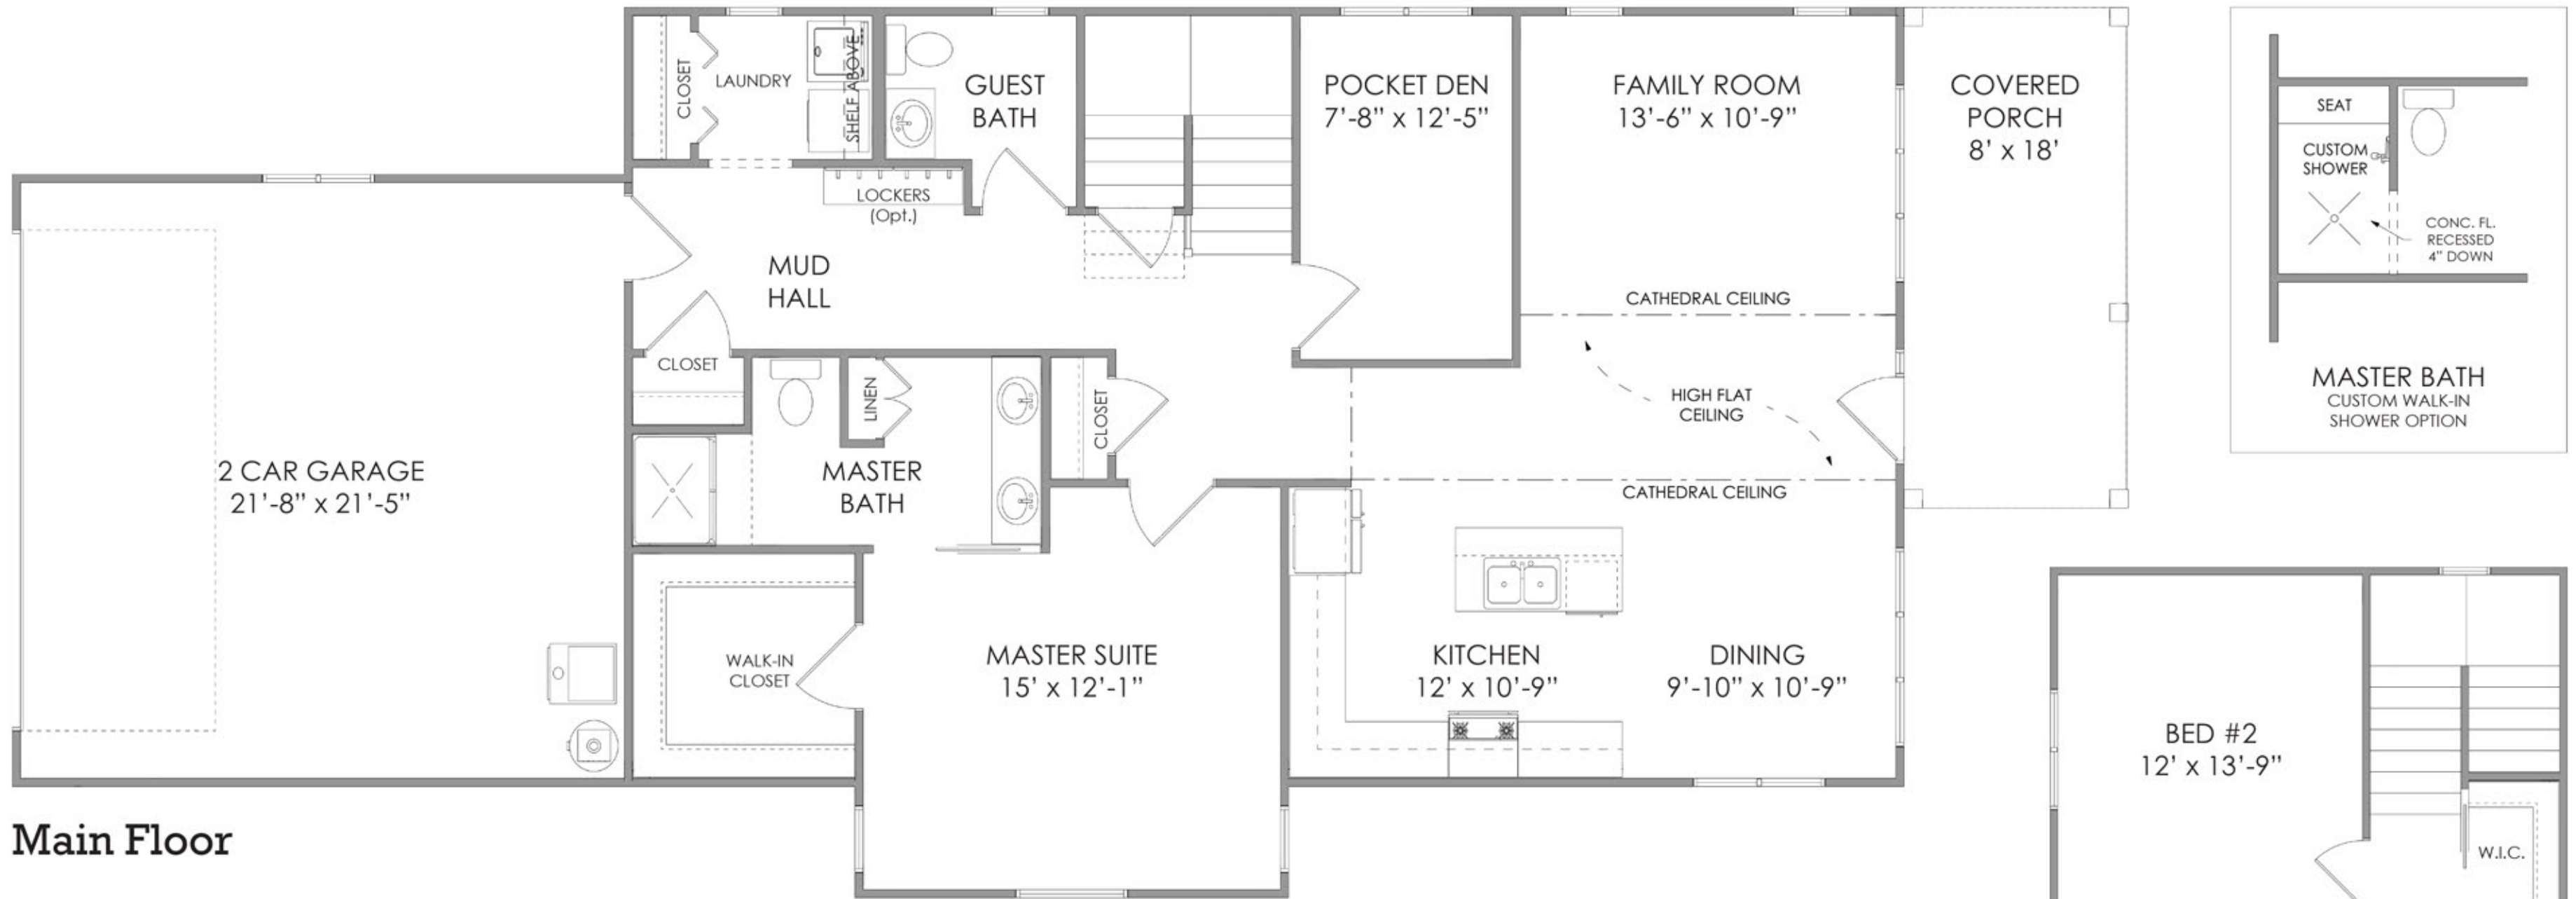 CLOSET
LAUNDRY
SHELF ABOVE
GUEST
BATH
POCKET DEN
7'-8” x 12'-5”
FAMILY ROOM
13'-6” x 10'-9”
COVERED
PORCH
8' x 18'
SEAT
CUSTOM
SHOWER
CONC. FL.
RECESSED
4” DOWN
MASTER BATH
CUSTOM WALK-IN
SHOWER OPTION
LOCKERS
(Opt.)
MUD
HALL
CATHEDRAL CEILING
CLOSET
LINEN
CLOSET
HIGH FLAT
CEILING
2 CAR GARAGE
21'-8” x 21'-5”
MASTER
BATH
CATHEDRAL CEILING
WALK-IN
CLOSET
MASTER SUITE
15' x 12'-1”
KITCHEN
12' x 10'-9”
DINING
9'-10” x 10'-9”
BED #2
12' x 13'-9”
W.I.C.
Main Floor